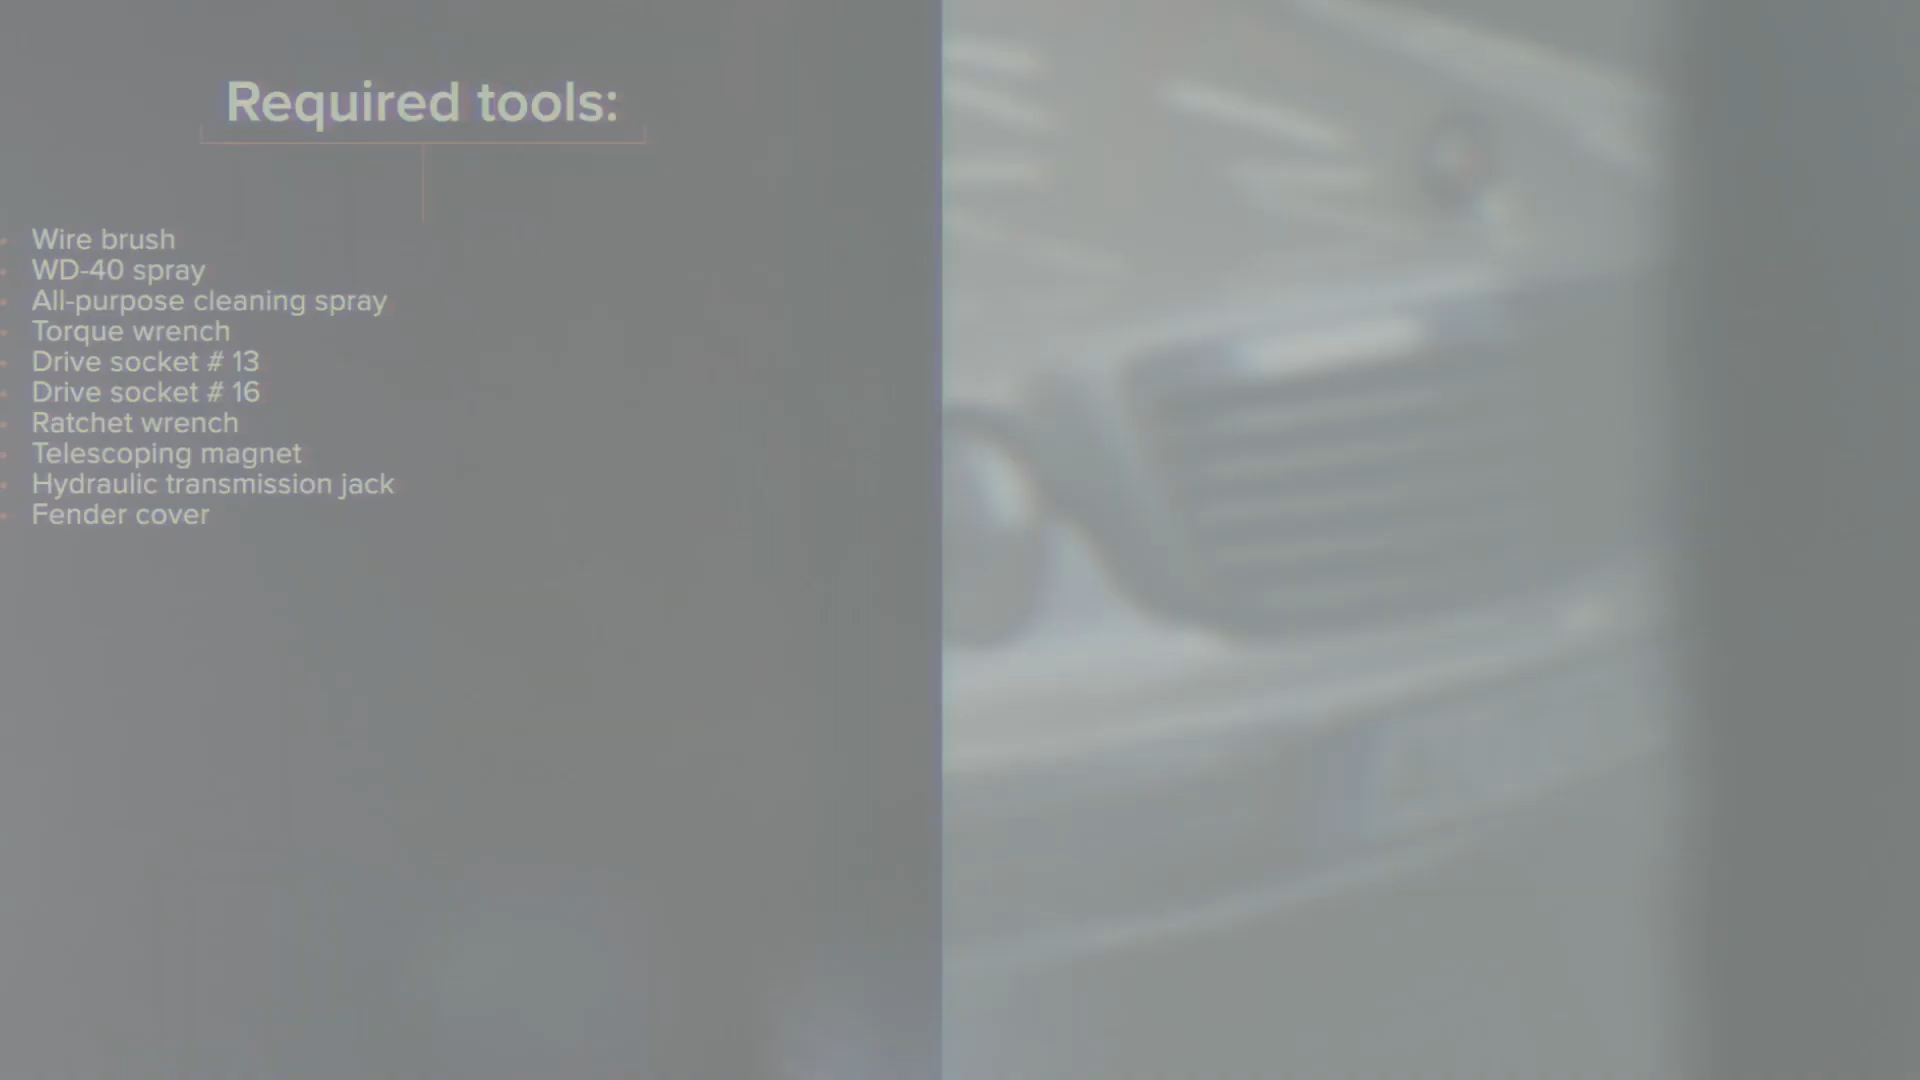 Required tools:
Wire brush
WD-40 spray
All-purpose cleaning spray
Torque wrench
Drive socket # 13
Drive socket # 16
Ratchet wrench
Telescoping magnet
Hydraulic transmission jack
Fender cover